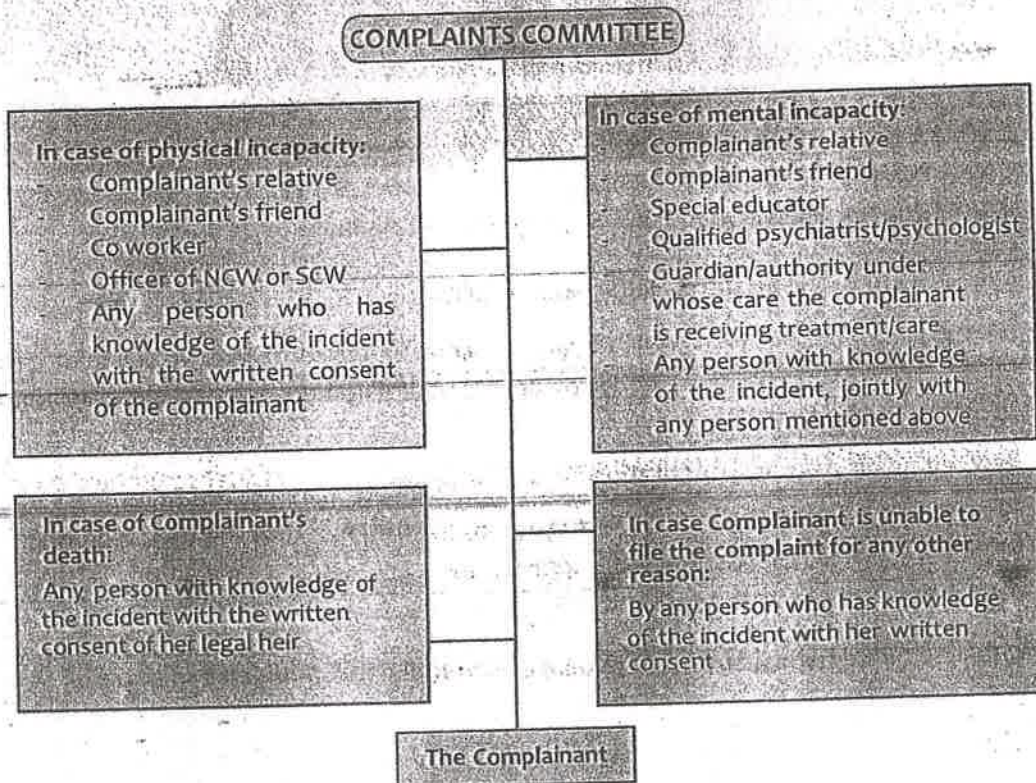 COMPLAINTS COMMITTEE
In case of physical incapacity:
- Complainant's relative
- Complainant's friend
- Co worker
- Officer of NCW or SCW
- Any person who has
knowledge of the incident
with the written consent
of the complainant
In case of mental incapacity:
- Complainant's relative
- Complainant's friend
- Special educator
- Qualified psychiatrist/psychologist
- Guardian/authority under
whose care the complainant
is receiving treatment/care
- Any person with knowledge
of the incident, jointly with
any person mentioned above
In case of Complainant's
death:
Any person with knowledge of
the incident with the written
consent of her legal heir
In case Complainant is unable to
file the complaint for any other
reason:
By any person who has knowledge
of the incident with her written
consent
The Complainant